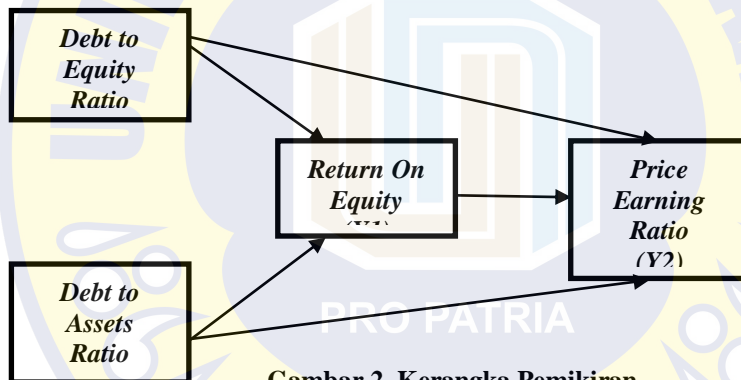 Debt to
Equity
Ratio
Return On
Equity
(Y1)
Price
Earning
Ratio
(Y2)
Debt to
Assets
Ratio
PRO PATRIA
Gambar 2. Kerangka Pemikiran